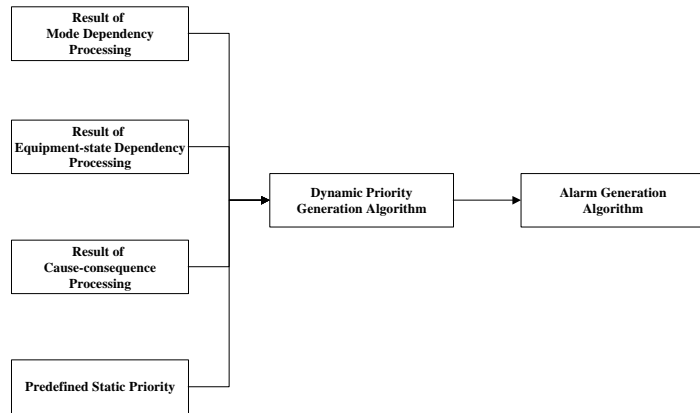 Result of
Mode Dependency
Processing
Result of
Equipment-state Dependency
Processing
Result of
Cause-consequence
Processing
Predefined Static Priority
Dynamic Priority
Generation Algorithm
Alarm Generation
Algorithm